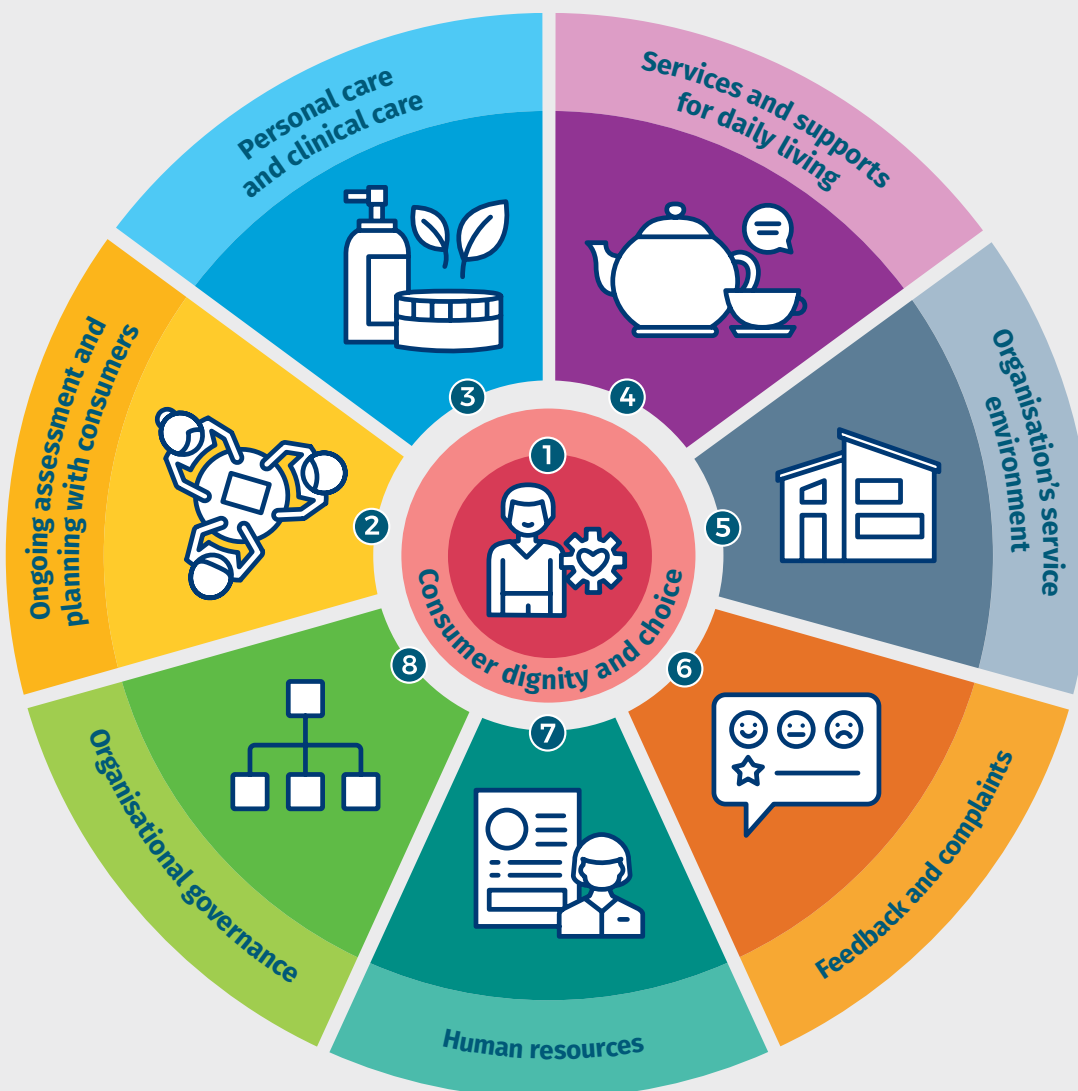 1
Consumer dignity and choice
2
Ongoing assessment and
planning with consumers
3
Personal care
and clinical care
4
Services and supports
for daily living
5
Organisation's service
environment
6
Feedback and complaints
7
Human resources
8
Organisational governance